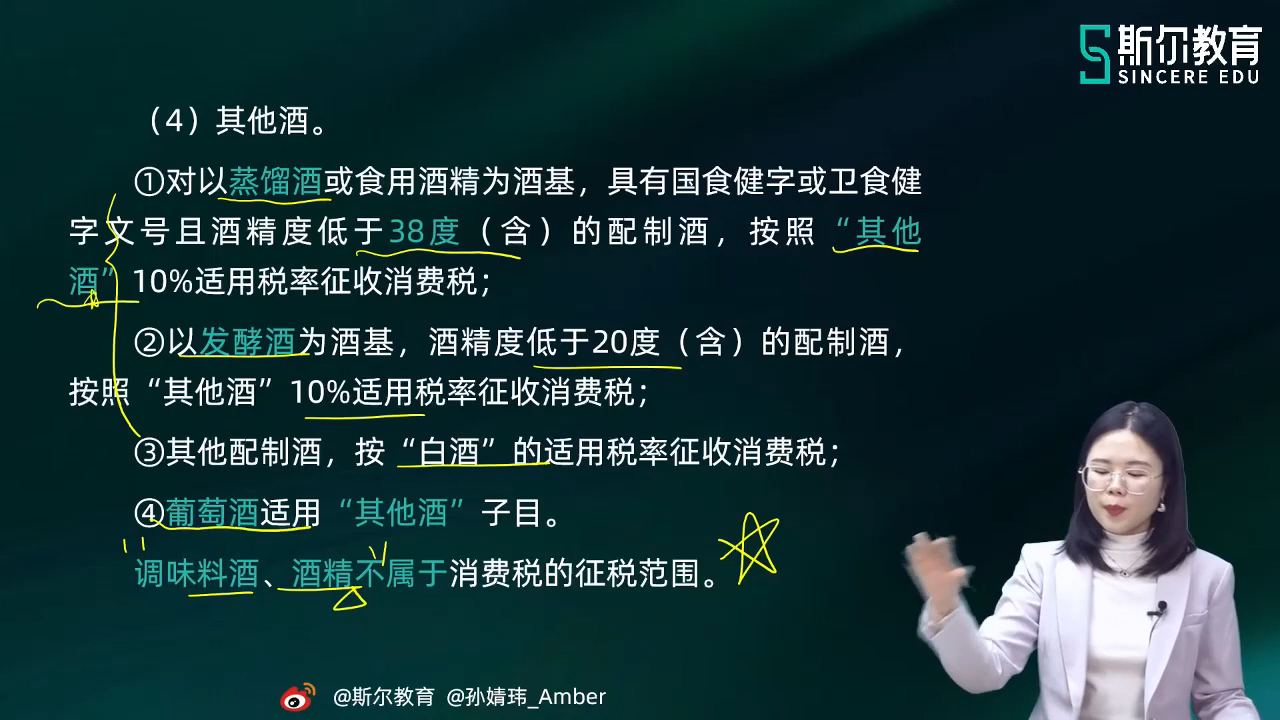 斯尔教育
SINCERE EDU
（4）其他酒。
①对以蒸馏酒或食用酒精为酒基，具有国食健字或卫食健
字文号且酒精度低于38度（含）的配制酒，按照“其他
酒”10%适用税率征收消费税；
②以发酵酒为酒基，酒精度低于20度（含）的配制酒，
按照“其他酒”10%适用税率征收消费税；
③其他配制酒，按“白酒”的适用税率征收消费税；
④葡萄酒适用“其他酒”子目。
调味料酒、酒精不属于消费税的征税范围。
@斯尔教育 @孙婧玮_Amber